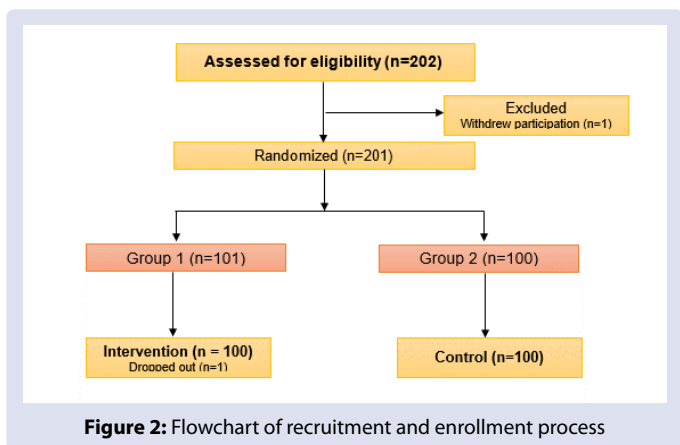 Assessed for eligibility (n=202)
Excluded
Withdrew participation (n=1)
Randomized (n=201)
Group 1 (n=101)
Group 2 (n=100)
Intervention (n = 100)
Dropped out (n=1)
Control (n=100)
Figure 2: Flowchart of recruitment and enrollment process